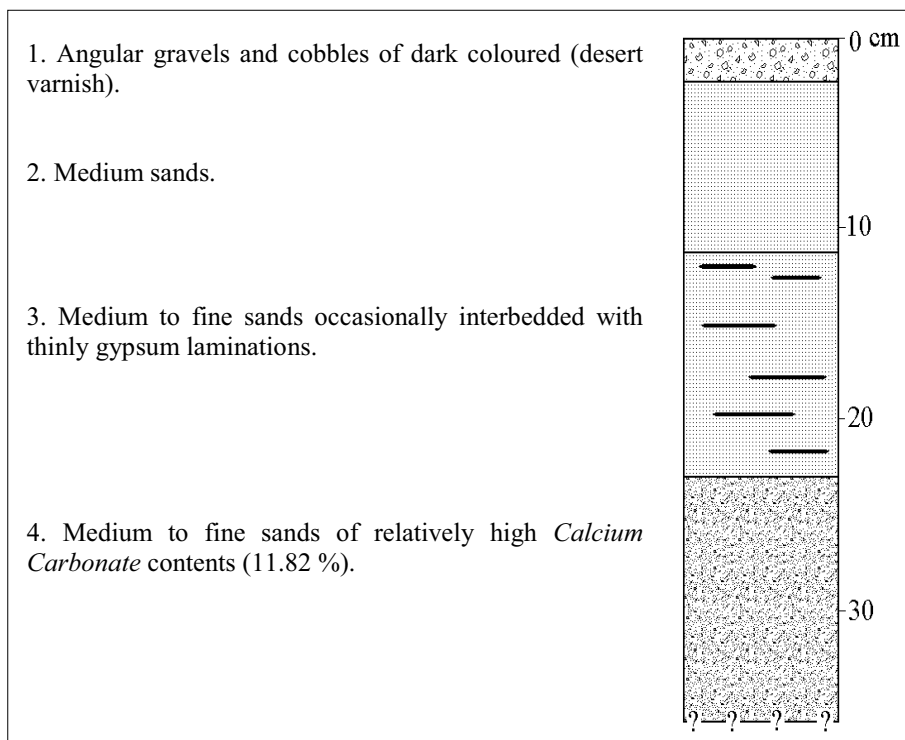 0 cm
1. Angular gravels and cobbles of dark coloured (desert
varnish).
2. Medium sands.
10
3. Medium to fine sands occasionally interbedded with
thinly gypsum laminations.
20
4. Medium to fine sands of relatively high Calcium
Carbonate contents (11.82 %).
30
? ? ? ?